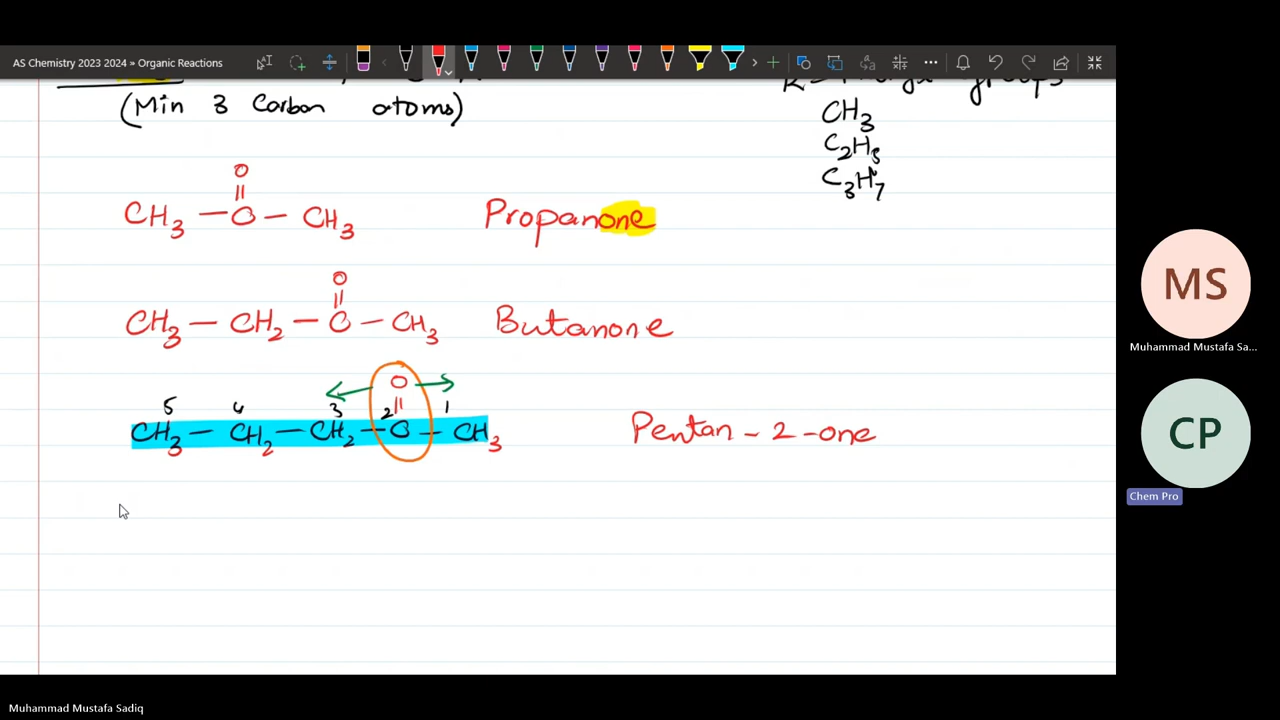 AS Chemistry 2023 2024 » Organic Reactions
(Min 3 Carbon atoms)
CH3
C2H5
C3H7
O
||
CH3 — C — CH3 Propanone
O
||
CH3 — CH2 — C — CH3 Butanone
O
||
5 4 3 2 1
CH3 — CH2 — CH2 — C — CH3 Pentan - 2 - one
MS
Muhammad Mustafa Sa...
CP
Chem Pro
Muhammad Mustafa Sadiq